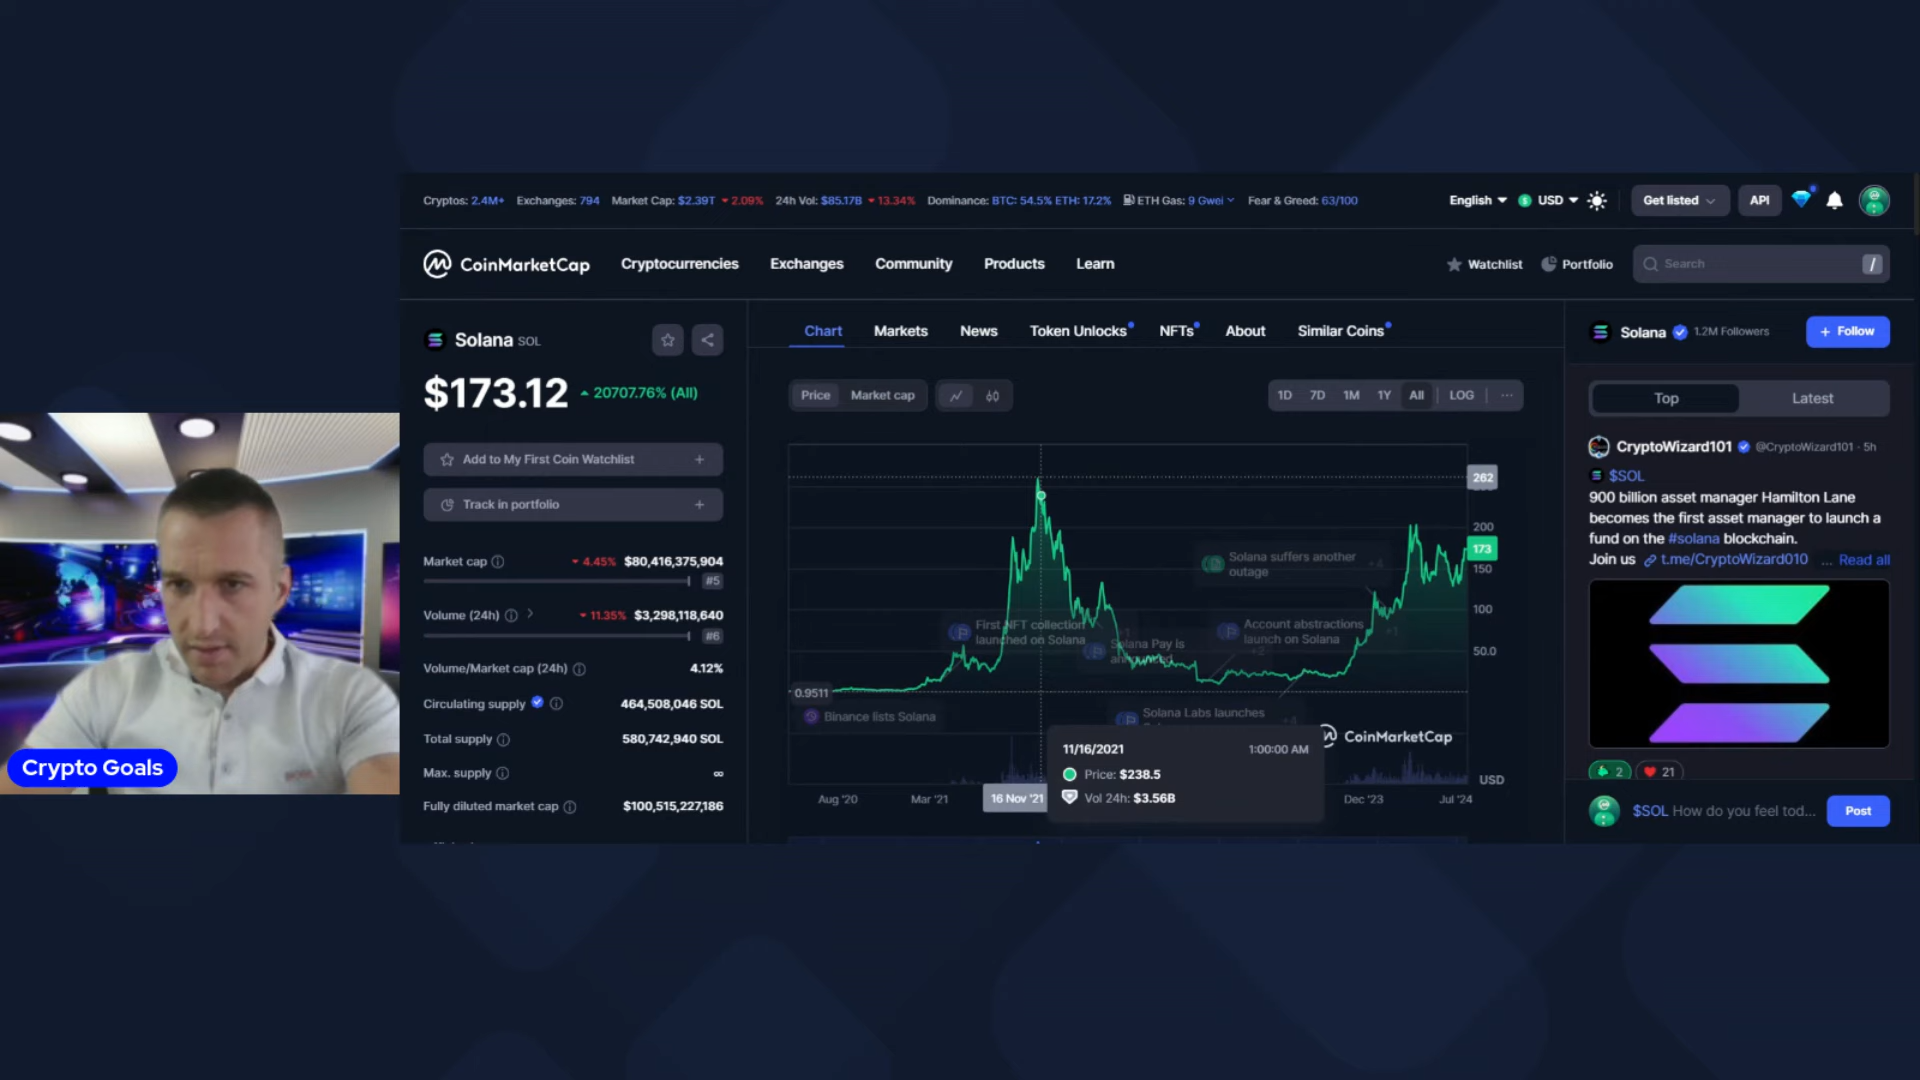 Cryptos: 2.4M+ Exchanges: 794 Market Cap: $2.39T 2.09% 24h Vol: $85.17B 13.34% Dominance: BTC: 54.5% ETH: 17.2% ETH Gas: 9 Gwei Fear & Greed: 63/100
English USD Get listed API
CoinMarketCap Cryptocurrencies Exchanges Community Products Learn
Watchlist Portfolio Search /
Solana SOL
$173.12 20707.76% (All)
Add to My First Coin Watchlist +
Track in portfolio +
Market cap 4.45% $80,416,375,904
#5
Volume (24h) 11.35% $3,298,118,640
#6
Volume/Market cap (24h) 4.12%
Circulating supply 464,508,046 SOL
Total supply 580,742,940 SOL
Max. supply ∞
Fully diluted market cap $100,515,227,186
Chart Markets News Token Unlocks NFTs About Similar Coins
Price Market cap
1D 7D 1M 1Y All LOG ...
262
200
173
150
100
50.0
Solana suffers another
outage +4
First NFT collection
launched on Solana +1
Solana Pay is
announced
Account abstractions
launch on Solana +1
+2
0.9511
Binance lists Solana
Solana Labs launches
+4
CoinMarketCap
11/16/2021 1:00:00 AM
Price: $238.5
Vol 24h: $3.56B
USD
Aug '20 Mar '21 16 Nov '21 Dec '23 Jul '24
Solana 1.2M Followers + Follow
Top Latest
CryptoWizard101 @CryptoWizard101 · 5h
$SOL
900 billion asset manager Hamilton Lane
becomes the first asset manager to launch a
fund on the #solana blockchain.
Join us t.me/CryptoWizard010 ... Read all
2 21
$SOL How do you feel tod... Post
Crypto Goals